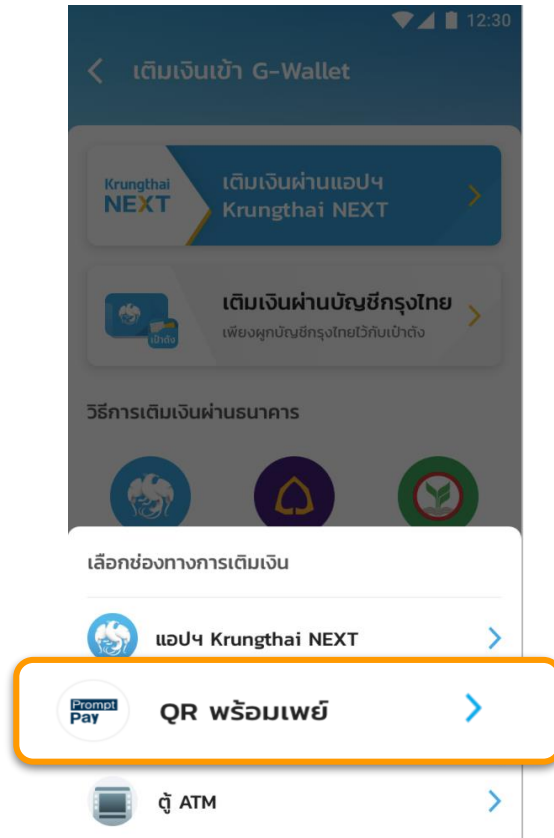 12:30
เติมเงินเข้า G-Wallet
Krungthai
NEXT
เติมเงินผ่านแอปฯ
Krungthai NEXT
เป๋าตัง
เติมเงินผ่านบัญชีกรุงไทย
เพียงผูกบัญชีกรุงไทยไว้กับเป๋าตัง
วิธีการเติมเงินผ่านธนาคาร
เลือกช่องทางการเติมเงิน
แอปฯ Krungthai NEXT
Prompt
Pay
QR พร้อมเพย์
ตู้ ATM